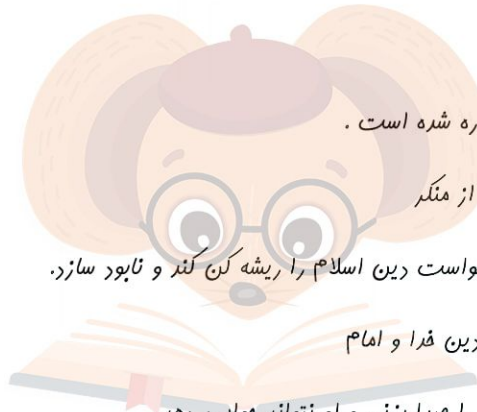 ره شده است .
از منکر
واست دین اسلام را ریشه کن کند و نابود سازد.
دین خدا و امام